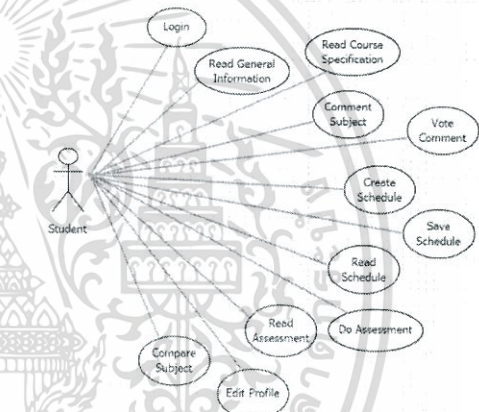 Login
Read General
Information
Read Course
Specification
Comment
Subject
Vote
Comment
Create
Schedule
Student
Save
Schedule
Read
Schedule
Read
Assessment
Do Assessment
Compare
Subject
Edit Profile